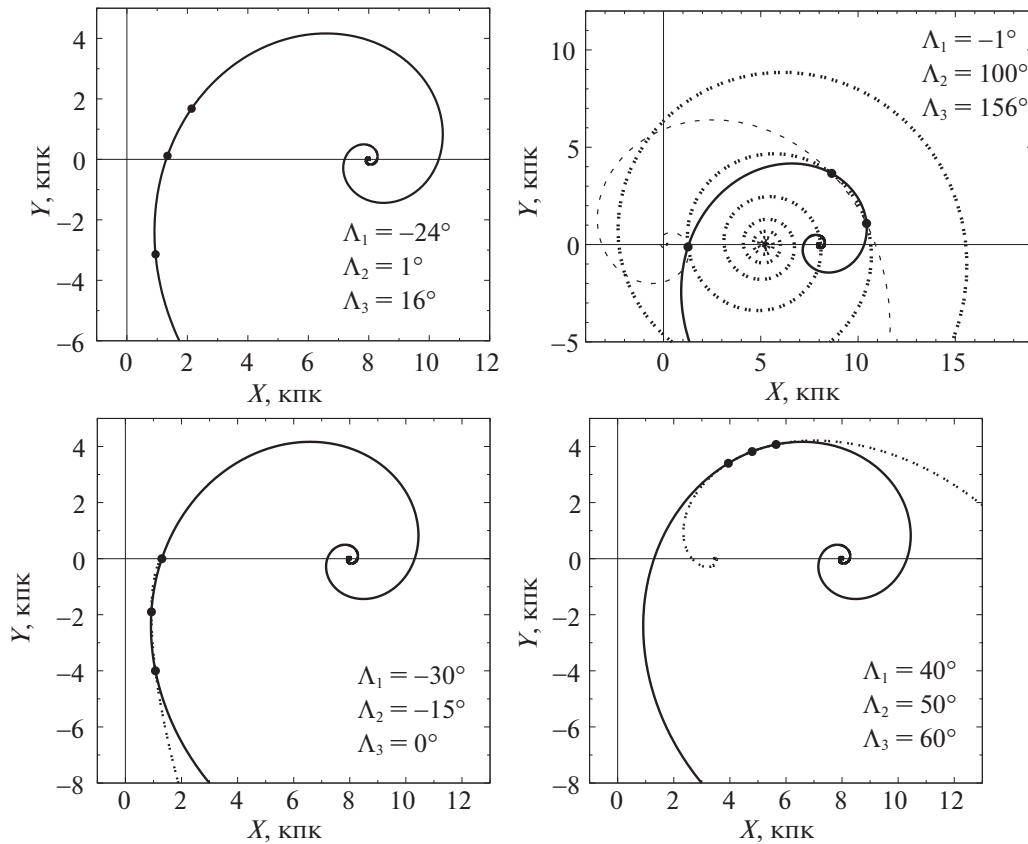 4
2
0
−2
−4
−6
Y, кпк
Λ₁ = −24°
Λ₂ = 1°
Λ₃ = 16°
0 2 4 6 8 10 12
X, кпк
10
5
0
−5
Y, кпк
Λ₁ = −1°
Λ₂ = 100°
Λ₃ = 156°
0 5 10 15
X, кпк
4
2
0
−2
−4
−6
−8
Y, кпк
Λ₁ = −30°
Λ₂ = −15°
Λ₃ = 0°
0 2 4 6 8 10 12
X, кпк
4
2
0
−2
−4
−6
−8
Y, кпк
Λ₁ = 40°
Λ₂ = 50°
Λ₃ = 60°
0 2 4 6 8 10 12
X, кпк